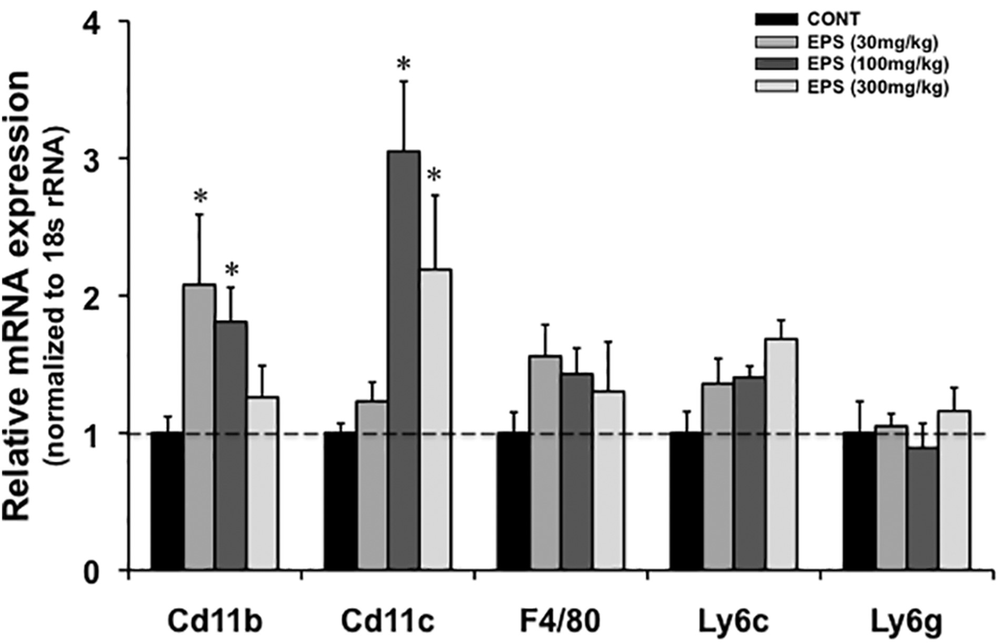 Relative mRNA expression
(normalized to 18s rRNA)
4
3
2
1
0
CONT
EPS (30mg/kg)
EPS (100mg/kg)
EPS (300mg/kg)
*
*
*
*
Cd11b
Cd11c
F4/80
Ly6c
Ly6g